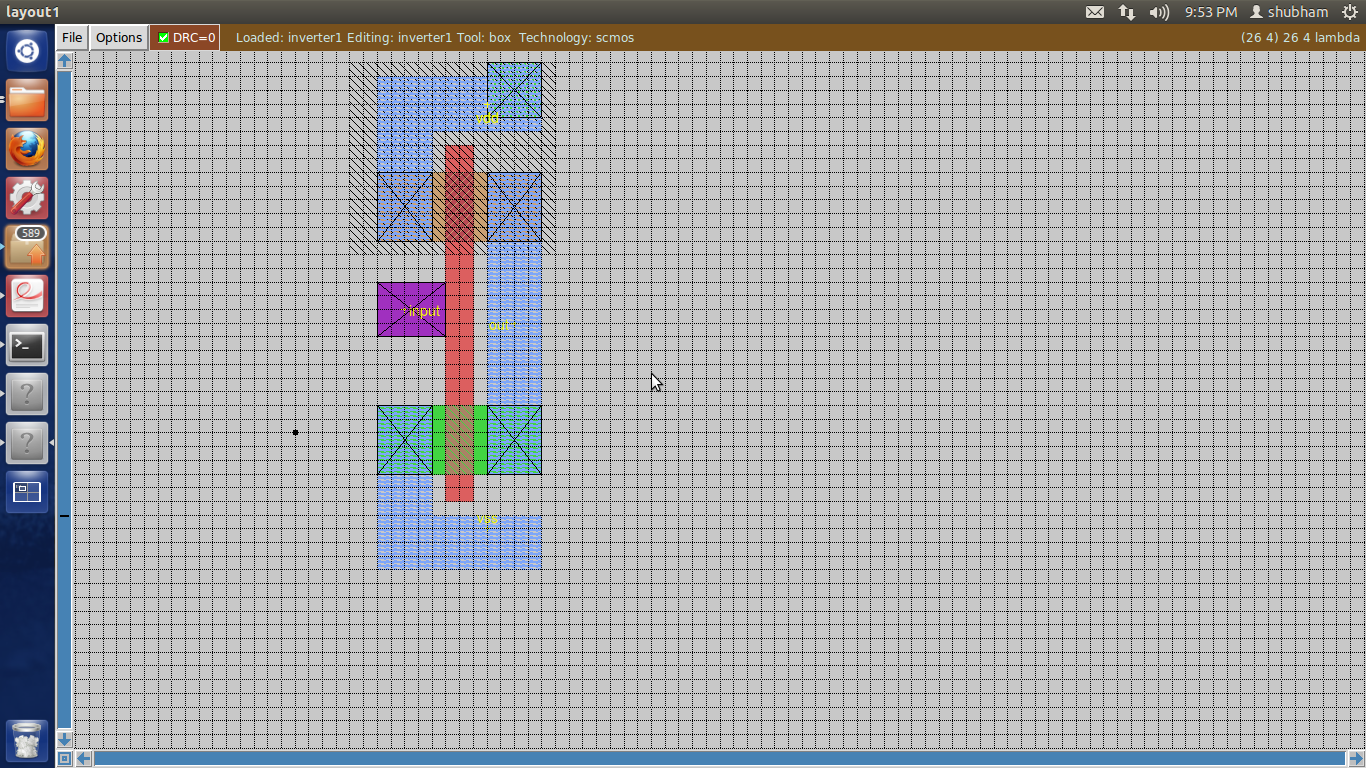 layout1
9:53 PM
shubham
File
Options
DRC=0
Loaded: inverter1 Editing: inverter1 Tool: box Technology: scmos
(26 4) 26 4 lambda
589
vdd
input
out
vss